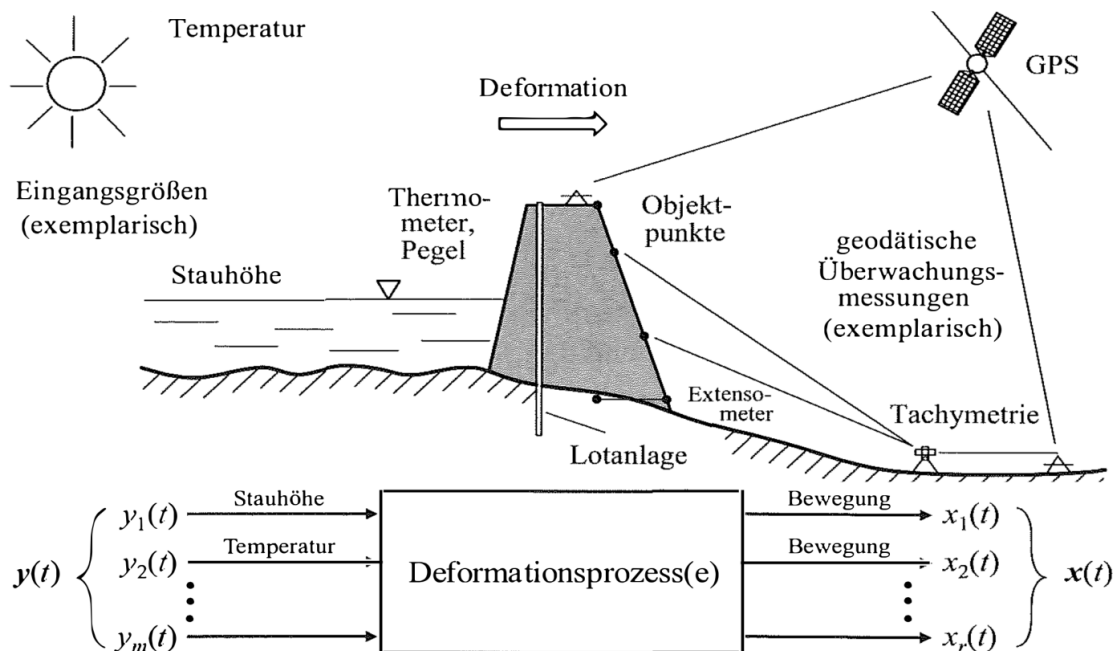 Temperatur
GPS
Deformation
Eingangsgrößen
(exemplarisch)
Thermo-
meter,
Pegel
Objekt-
punkte
geodätische
Überwachungs-
messungen
(exemplarisch)
Stauhöhe
Extenso-
meter
Tachymetrie
Lotanlage
y(t)
y₁(t)
Stauhöhe
y₂(t)
Temperatur
yₘ(t)
Deformationsprozess(e)
Bewegung
x₁(t)
Bewegung
x₂(t)
xᵣ(t)
x(t)